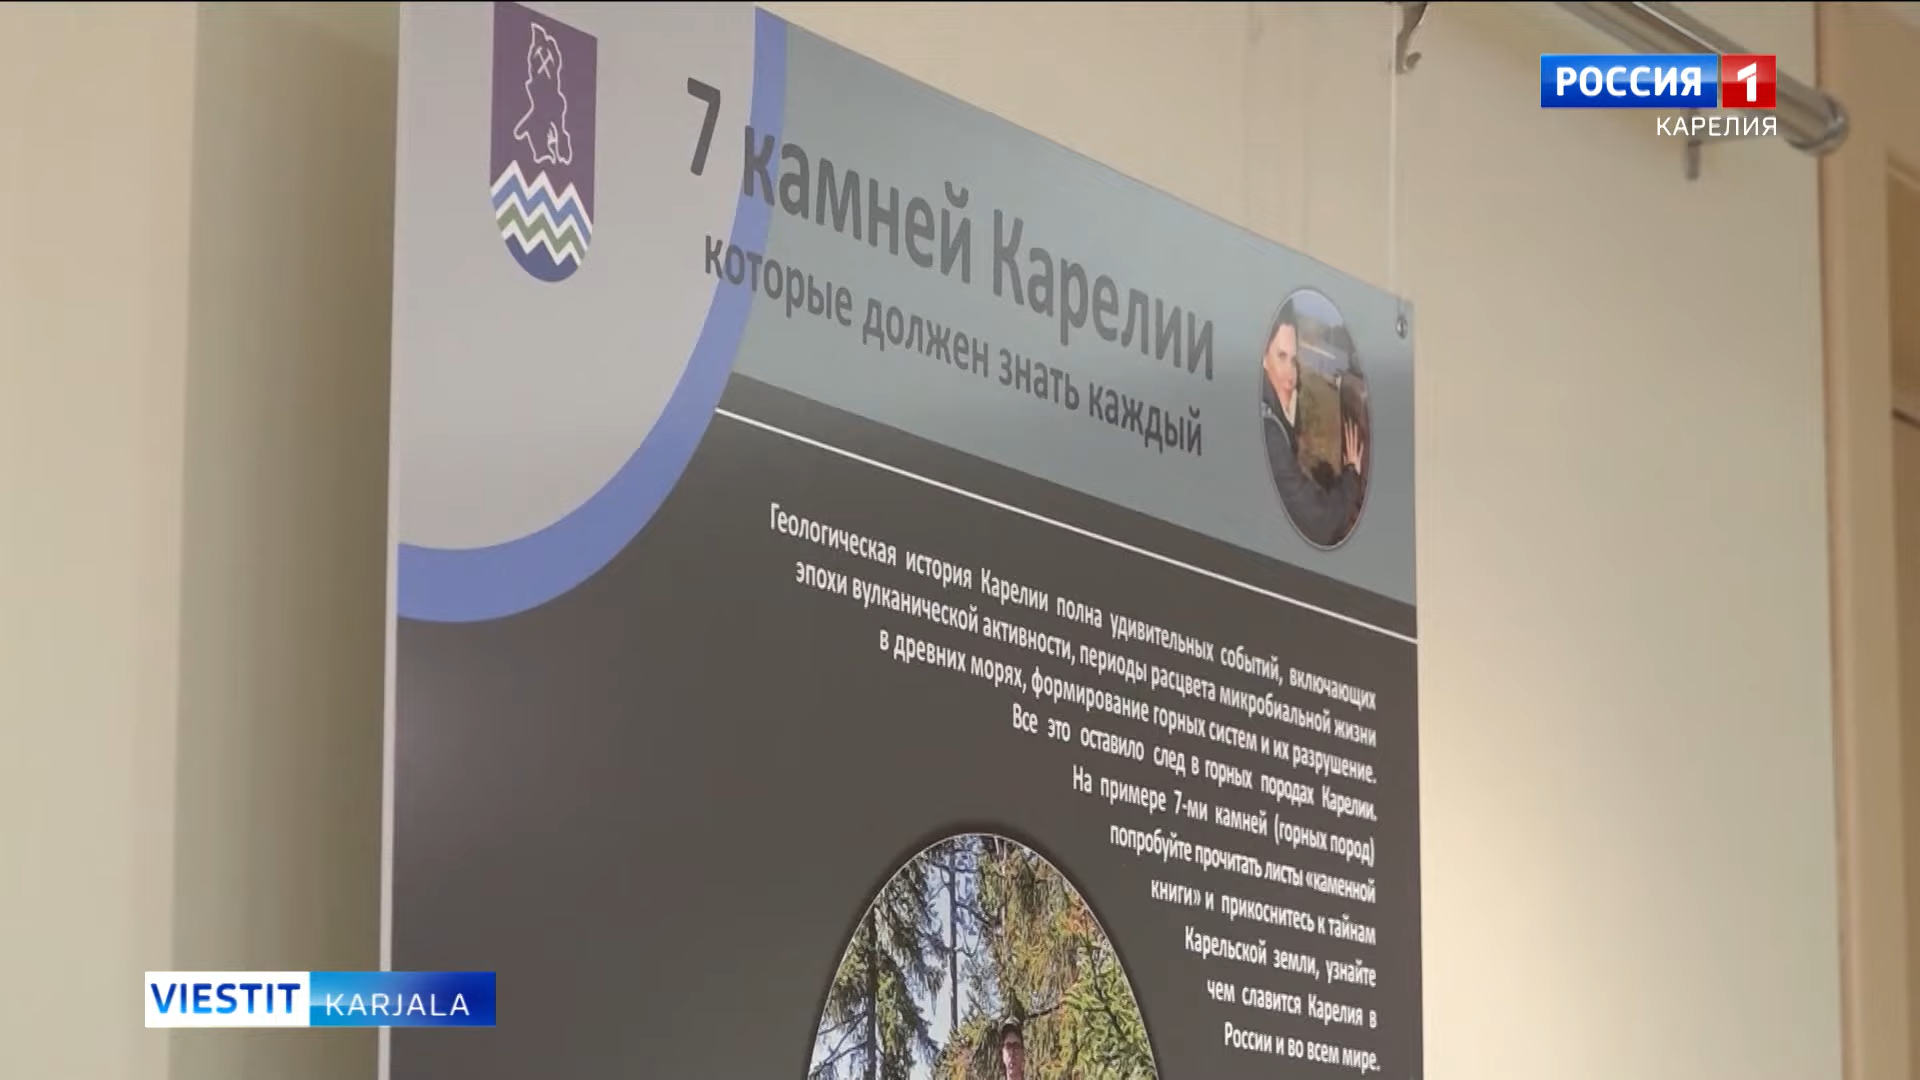 РОССИЯ 1
КАРЕЛИЯ
7 камней Карелии
которые должен знать каждый
Геологическая история Карелии полна удивительных событий, включающих
эпохи вулканической активности, периоды расцвета микробиальной жизни
в древних морях, формирование горных систем и их разрушение.
Все это оставило след в горных породах Карелии.
На примере 7-ми камней (горных пород)
попробуйте прочитать листы «каменной
книги» и прикоснитесь к тайнам
Карельской земли, узнайте
чем славится Карелия в
России и во всем мире.
VIESTIT KARJALA